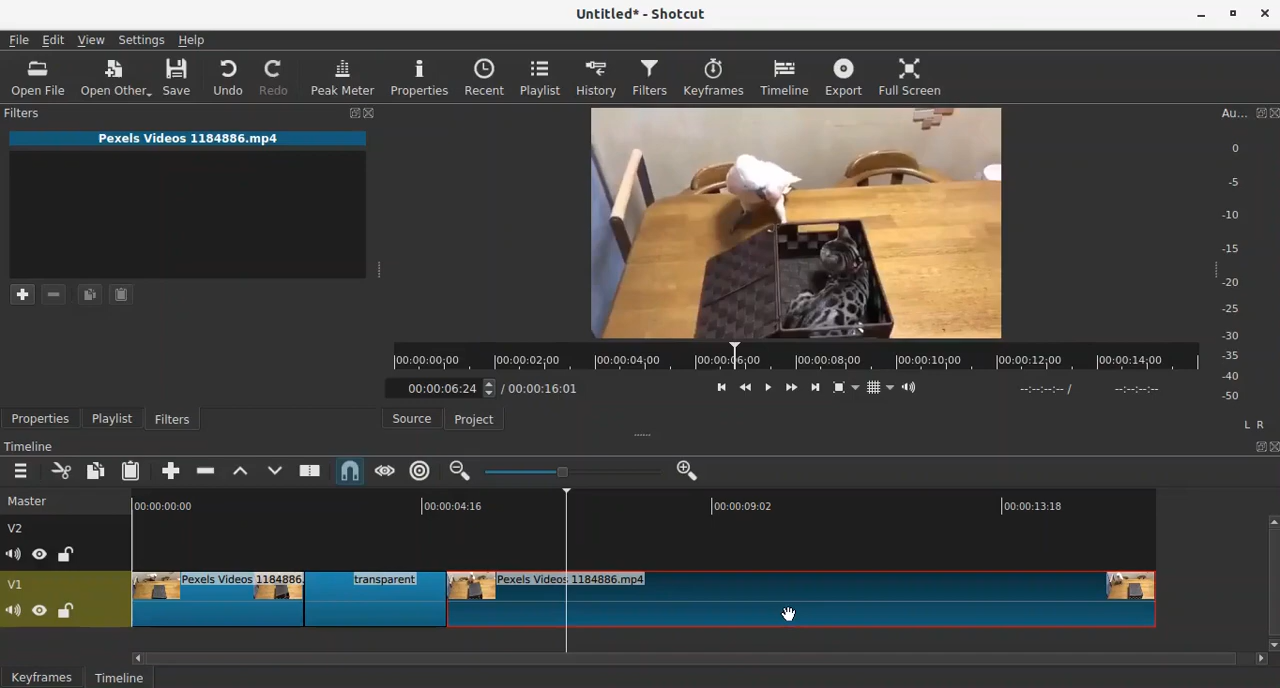 Untitled* - Shotcut
File Edit View Settings Help
Open File Open Other Save Undo Redo Peak Meter Properties Recent Playlist History Filters Keyframes Timeline Export Full Screen
Filters
Pexels Videos 1184886.mp4
Au...
0
-5
-10
-15
-20
-25
-30
-35
-40
-50
L R
00:00:00;00 00:00:02;00 00:00:04;00 00:00:06;00 00:00:08;00 00:00:10;00 00:00:12;00 00:00:14;00
00:00:06:24 / 00:00:16:01 --:--:--:-- / --:--:--:--
Properties Playlist Filters Source Project
Timeline
Master 00:00:00:00 00:00:04:16 00:00:09:02 00:00:13:18
V2
V1 Pexels Videos 1184886. transparent Pexels Videos 1184886.mp4
Keyframes Timeline